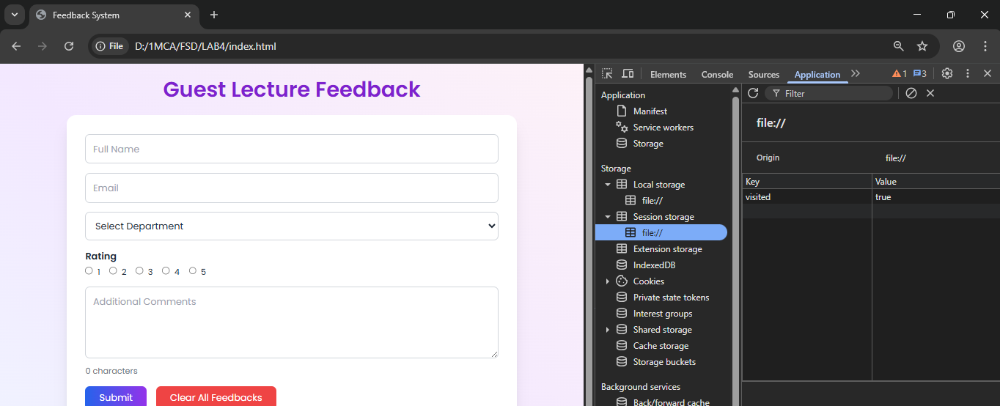 Feedback System
File D:/1MCA/FSD/LAB4/index.html
Guest Lecture Feedback
Full Name
Email
Select Department
Rating
1 2 3 4 5
Additional Comments
0 characters
Submit Clear All Feedbacks
Elements Console Sources Application 1 3
Application
Manifest
Service workers
Storage
Storage
Local storage
file://
Session storage
file://
Extension storage
IndexedDB
Cookies
Private state tokens
Interest groups
Shared storage
Cache storage
Storage buckets
Background services
Back/forward cache
Filter
file://
Origin file://
Key Value
visited true